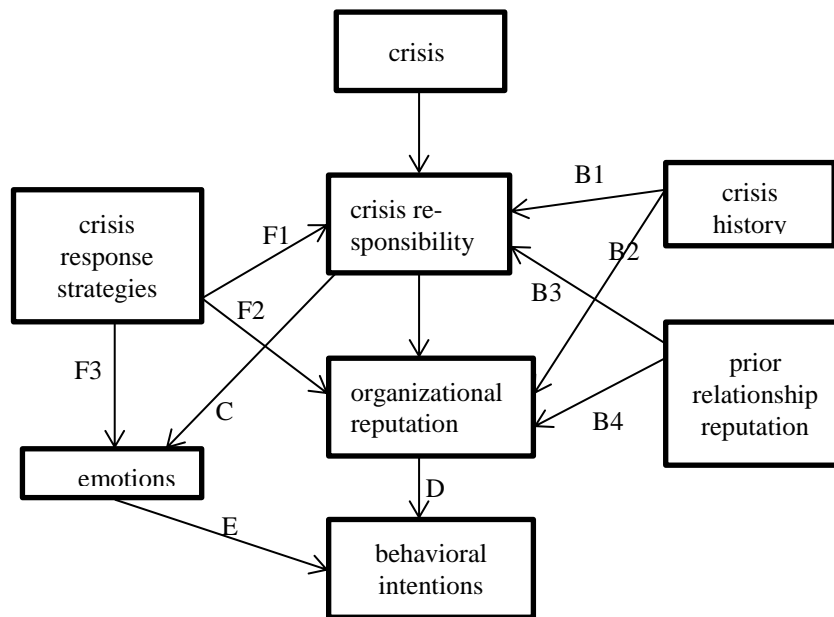 crisis
crisis re-
sponsibility
B1
crisis
history
crisis
response
strategies
F1
B2
B3
F2
F3
organizational
reputation
prior
relationship
reputation
C
B4
emotions
D
E
behavioral
intentions